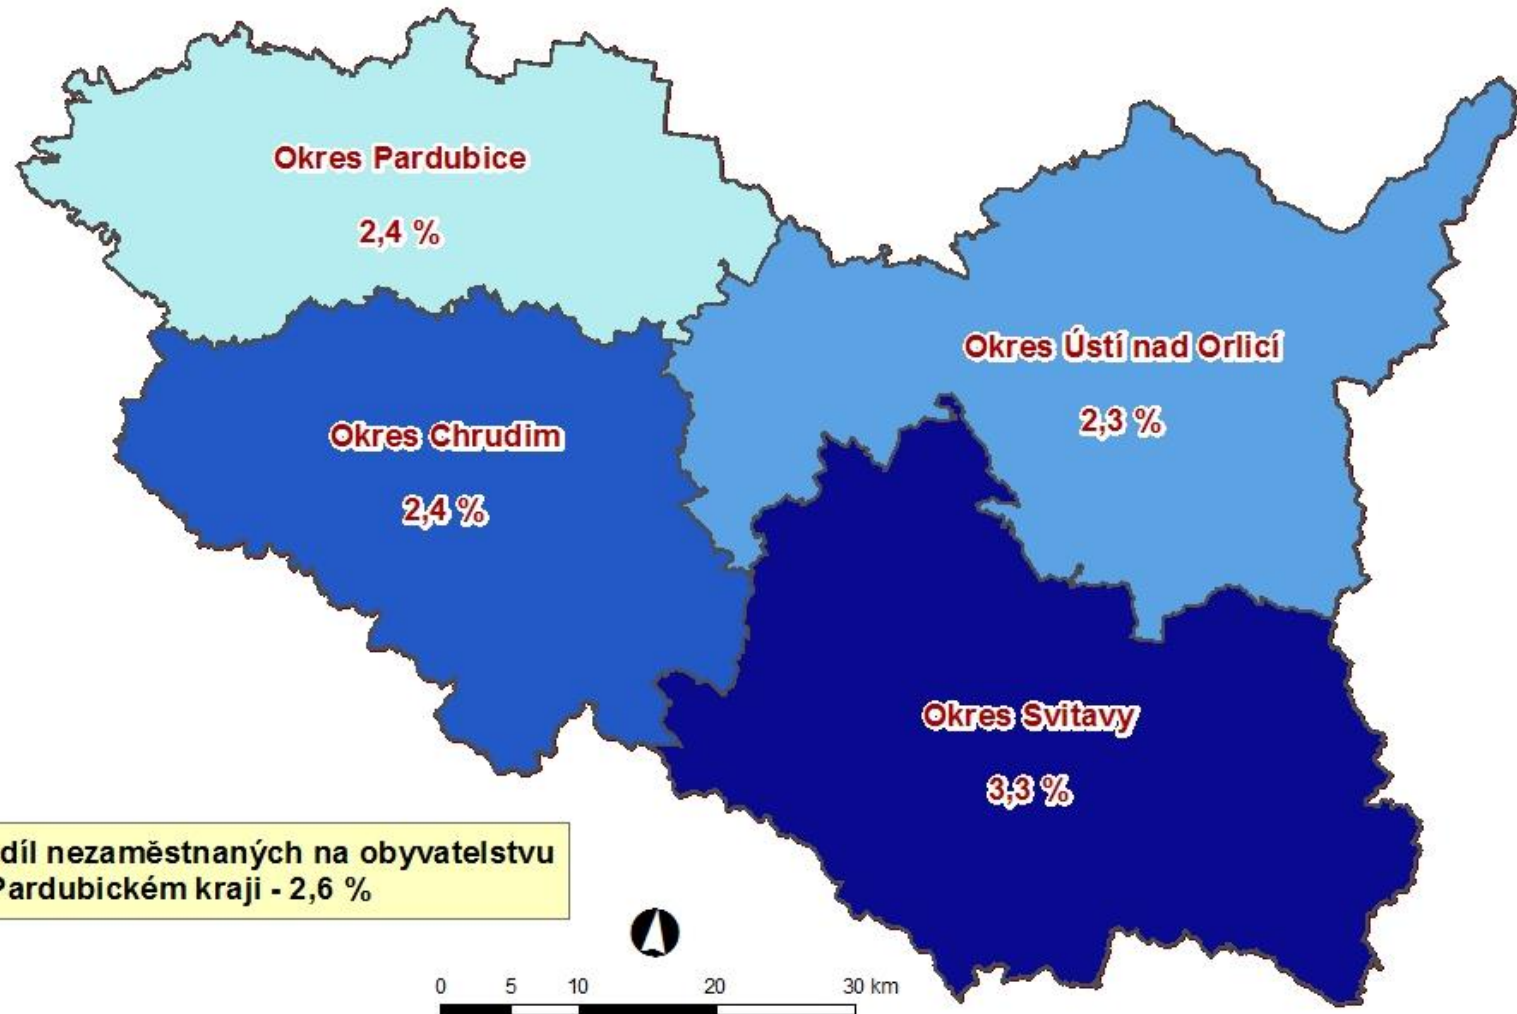 Okres Pardubice
2,4 %
Okres Ústí nad Orlicí
2,3 %
Okres Chrudim
2,4 %
Okres Svitavy
3,3 %
díl nezaměstnaných na obyvatelstvu
Pardubickém kraji - 2,6 %
0 5 10 20 30 km